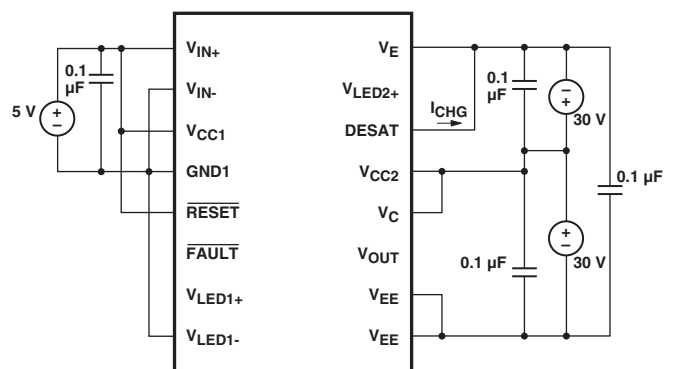 V_IN+
V_E
0.1 µF
V_IN-
V_LED2+
0.1 µF
I_CHG
− +
30 V
5 V
+ −
V_CC1
DESAT
GND1
V_CC2
0.1 µF
RESET
V_C
FAULT
V_OUT
+ −
30 V
0.1 µF
V_LED1+
V_EE
V_LED1-
V_EE